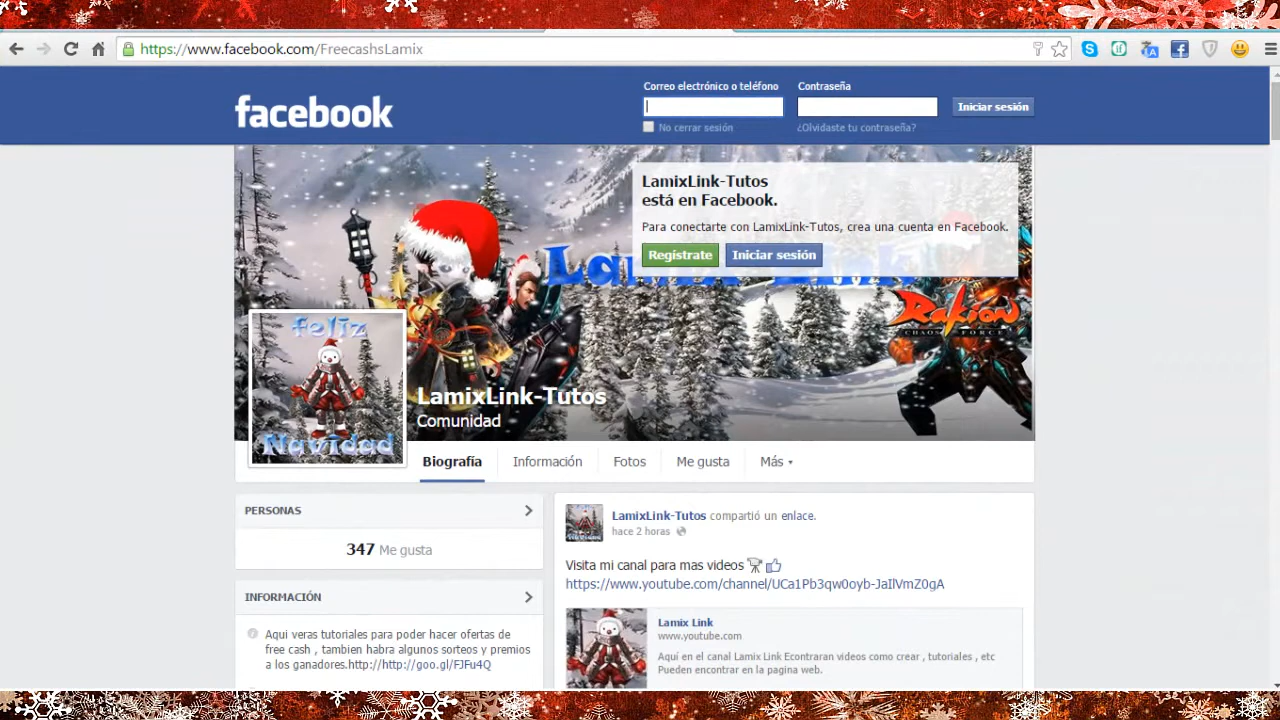 https://www.facebook.com/FreecashsLamix
facebook
Correo electrónico o teléfono
Contraseña
Iniciar sesión
No cerrar sesión
¿Olvidaste tu contraseña?
LamixLink-Tutos
está en Facebook.
Para conectarte con LamixLink-Tutos, crea una cuenta en Facebook.
Regístrate
Iniciar sesión
Rakion
CHAOS FORCE
feliz
Navidad
LamixLink-Tutos
Comunidad
Biografía
Información
Fotos
Me gusta
Más
PERSONAS
347 Me gusta
INFORMACIÓN
Aqui veras tutoriales para poder hacer ofertas de
free cash , tambien habra algunos sorteos y premios
a los ganadores.http://http://goo.gl/FJFu4Q
LamixLink-Tutos compartió un enlace.
hace 2 horas
Visita mi canal para mas videos
https://www.youtube.com/channel/UCa1Pb3qw0oyb-JaIlVmZ0gA
Lamix Link
www.youtube.com
Aquí en el canal Lamix Link Econtraran videos como crear , tutoriales , etc
Pueden encontrar en la pagina web.